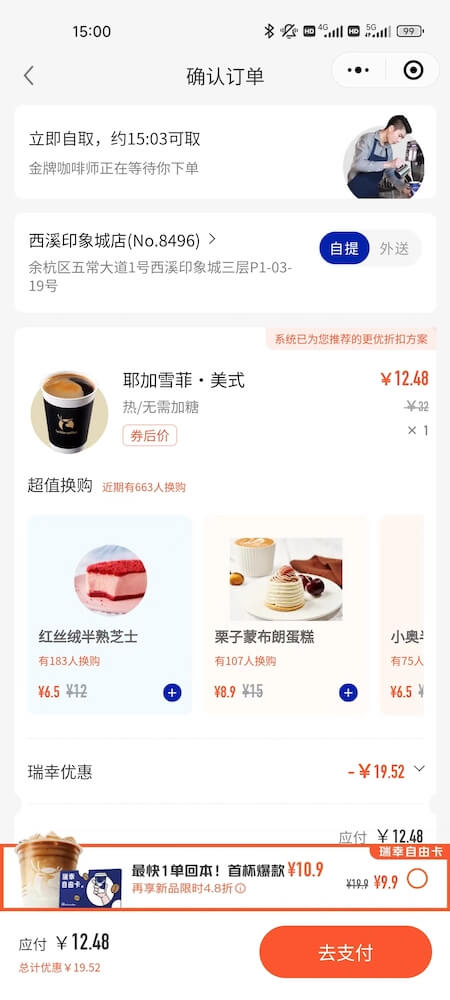 15:00
HD 4G HD 5G 99
确认订单
立即自取，约15:03可取
金牌咖啡师正在等待你下单
西溪印象城店(No.8496)
自提 外送
余杭区五常大道1号西溪印象城三层P1-03-
19号
系统已为您推荐的更优折扣方案
耶加雪菲·美式 ¥12.48
热/无需加糖 ¥32
券后价 × 1
超值换购 近期有663人换购
红丝绒半熟芝士 栗子蒙布朗蛋糕 小奥
有183人换购 有107人换购 有75人
¥6.5 ¥12 ¥8.9 ¥15 ¥6.5
瑞幸优惠 -¥19.52
应付 ¥12.48
瑞幸自由卡
瑞幸
自由卡
最快1单回本！首杯爆款¥10.9
再享新品限时4.8折
¥19.9 ¥9.9
应付 ¥12.48
总计优惠¥19.52
去支付